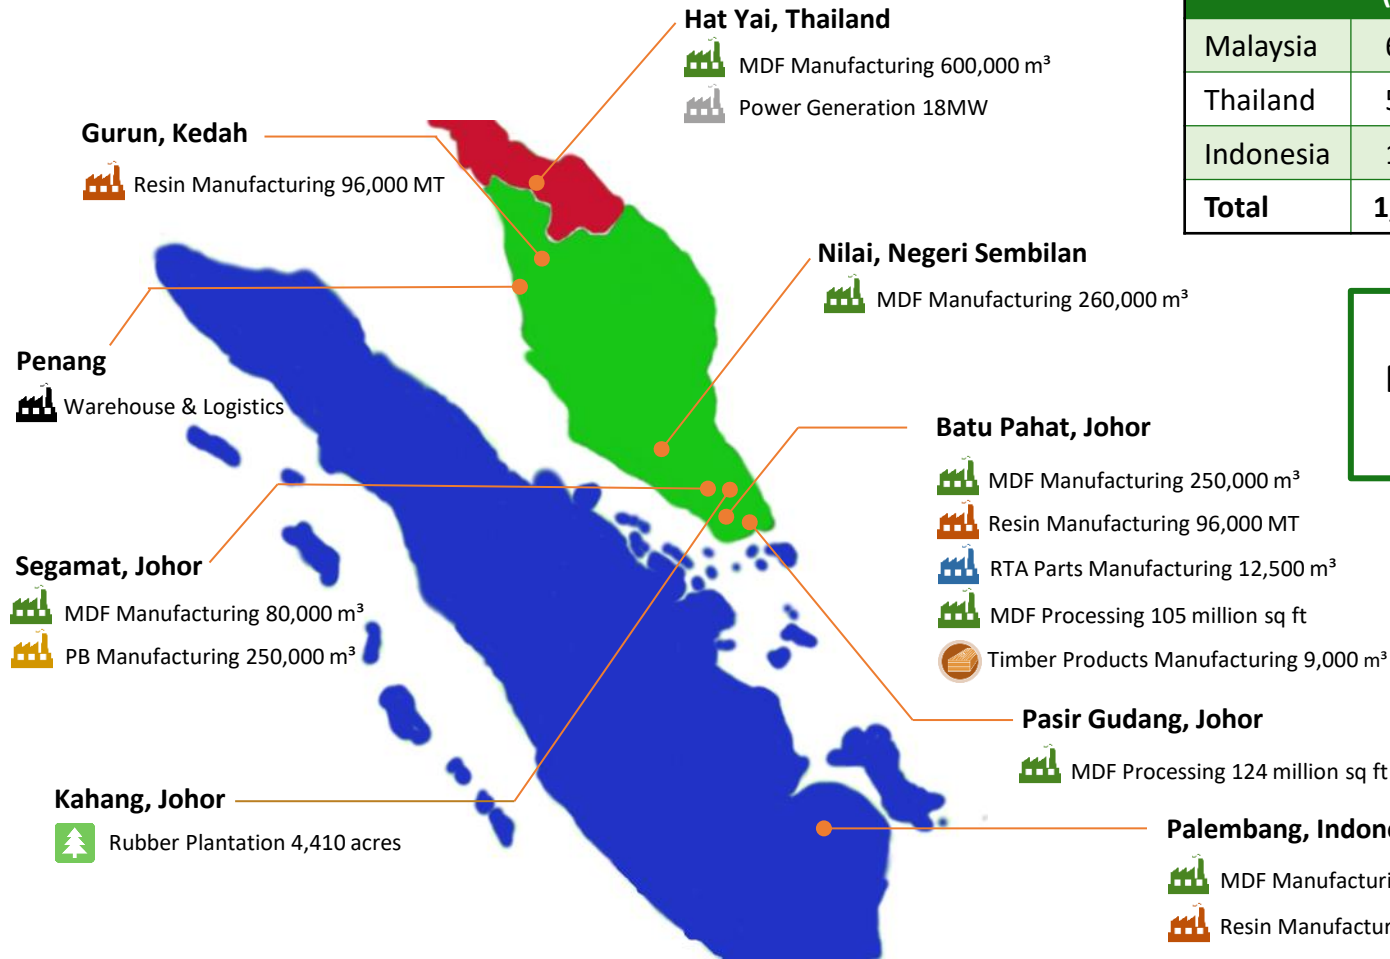 Hat Yai, Thailand
MDF Manufacturing 600,000 m³
Power Generation 18MW
Malaysia
Thailand
Indonesia
Total
Gurun, Kedah
Resin Manufacturing 96,000 MT
Nilai, Negeri Sembilan
MDF Manufacturing 260,000 m³
Penang
Warehouse & Logistics
Batu Pahat, Johor
MDF Manufacturing 250,000 m³
Resin Manufacturing 96,000 MT
RTA Parts Manufacturing 12,500 m³
MDF Processing 105 million sq ft
Timber Products Manufacturing 9,000 m³
Segamat, Johor
MDF Manufacturing 80,000 m³
PB Manufacturing 250,000 m³
Pasir Gudang, Johor
MDF Processing 124 million sq ft
Kahang, Johor
Rubber Plantation 4,410 acres
Palembang,
MDF
Resin